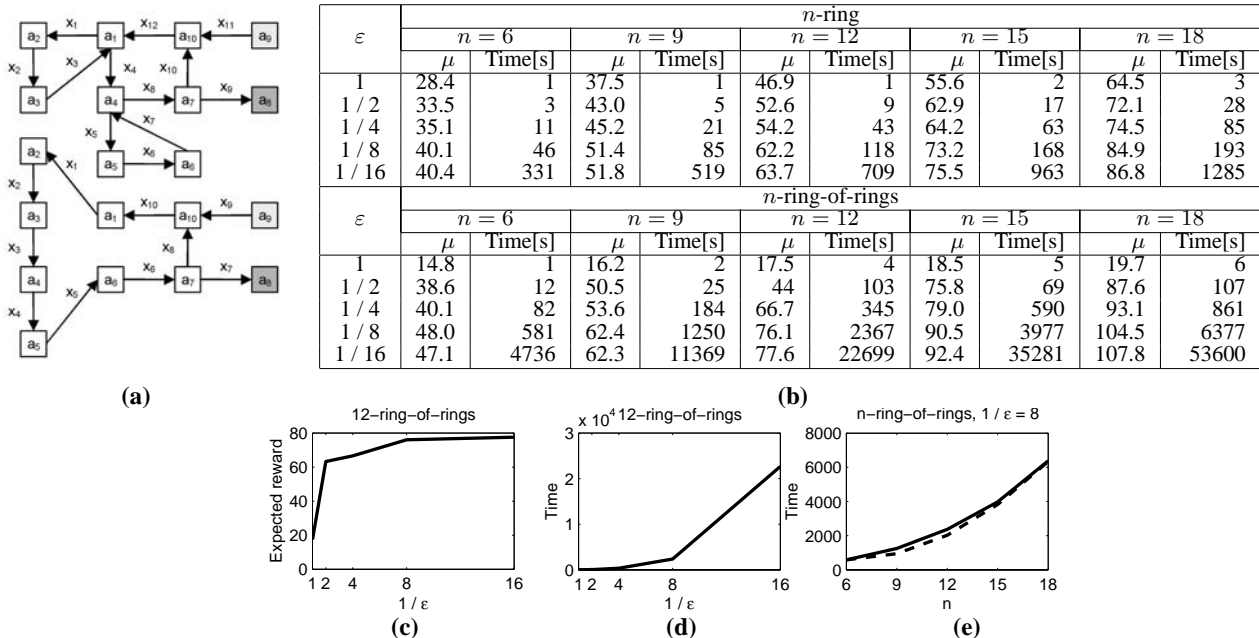 x₁ x₁₂ x₁₁
a₂ a₁ a₁₀ a₉
x₂ x₃ x₄ x₁₀
x₈ x₉
a₃ a₄ a₇ a₈
x₅ x₇
x₆
a₅ a₆
a₂ x₁
x₂ x₁₀ x₉
a₃ a₁ a₁₀ a₉
x₃ x₈
x₆ x₇
a₄ a₆ a₇ a₈
x₄ x₅
a₅
(a)
ε n-ring
n = 6 n = 9 n = 12 n = 15 n = 18
μ Time[s] μ Time[s] μ Time[s] μ Time[s] μ Time[s]
1 28.4 1 37.5 1 46.9 1 55.6 2 64.5 3
1 / 2 33.5 3 43.0 5 52.6 9 62.9 17 72.1 28
1 / 4 35.1 11 45.2 21 54.2 43 64.2 63 74.5 85
1 / 8 40.1 46 51.4 85 62.2 118 73.2 168 84.9 193
1 / 16 40.4 331 51.8 519 63.7 709 75.5 963 86.8 1285
ε n-ring-of-rings
n = 6 n = 9 n = 12 n = 15 n = 18
μ Time[s] μ Time[s] μ Time[s] μ Time[s] μ Time[s]
1 14.8 1 16.2 2 17.5 4 18.5 5 19.7 6
1 / 2 38.6 12 50.5 25 44 103 75.8 69 87.6 107
1 / 4 40.1 82 53.6 184 66.7 345 79.0 590 93.1 861
1 / 8 48.0 581 62.4 1250 76.1 2367 90.5 3977 104.5 6377
1 / 16 47.1 4736 62.3 11369 77.6 22699 92.4 35281 107.8 53600
(b)
12−ring−of−rings
Expected reward
80
60
40
20
0
1 2 4 8 16
1 / ε
(c)
x 10⁴ 12−ring−of−rings
Time
3
2
1
0
1 2 4 8 16
1 / ε
(d)
n−ring−of−rings, 1 / ε = 8
Time
8000
6000
4000
2000
0
6 9 12 15 18
n
(e)